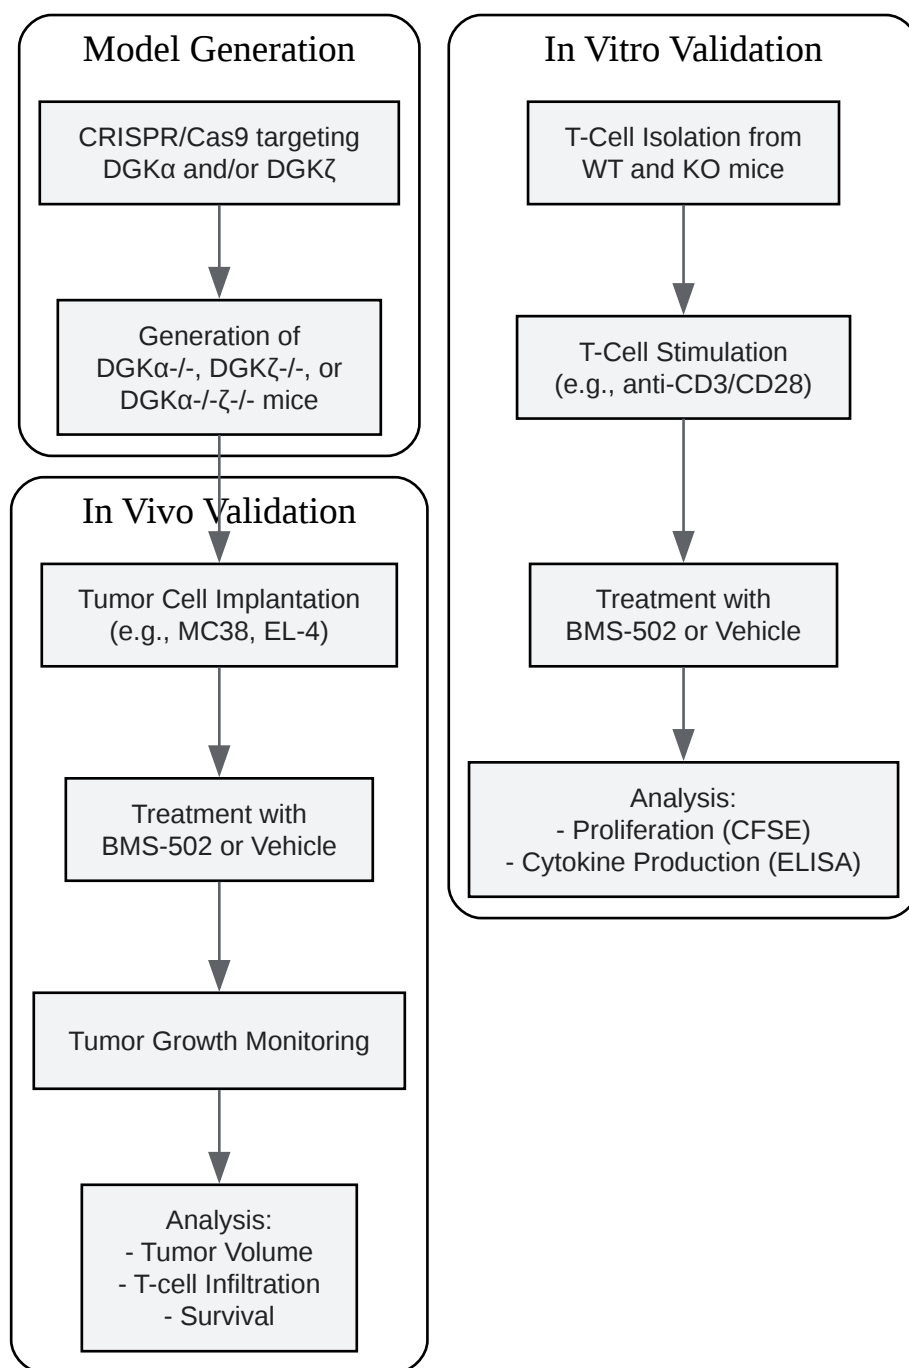 Model Generation
CRISPR/Cas9 targeting
DGKα and/or DGKζ
Generation of
DGKα-/-, DGKζ-/-, or
DGKα-/-ζ-/- mice
In Vivo Validation
Tumor Cell Implantation
(e.g., MC38, EL-4)
Treatment with
BMS-502 or Vehicle
Tumor Growth Monitoring
Analysis:
- Tumor Volume
- T-cell Infiltration
- Survival
In Vitro Validation
T-Cell Isolation from
WT and KO mice
T-Cell Stimulation
(e.g., anti-CD3/CD28)
Treatment with
BMS-502 or Vehicle
Analysis:
- Proliferation (CFSE)
- Cytokine Production (ELISA)